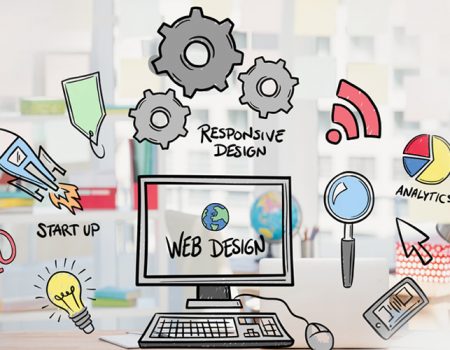 RESPONSIVE
DESIGN
ANALYTICS
START UP
WEB DESIGN